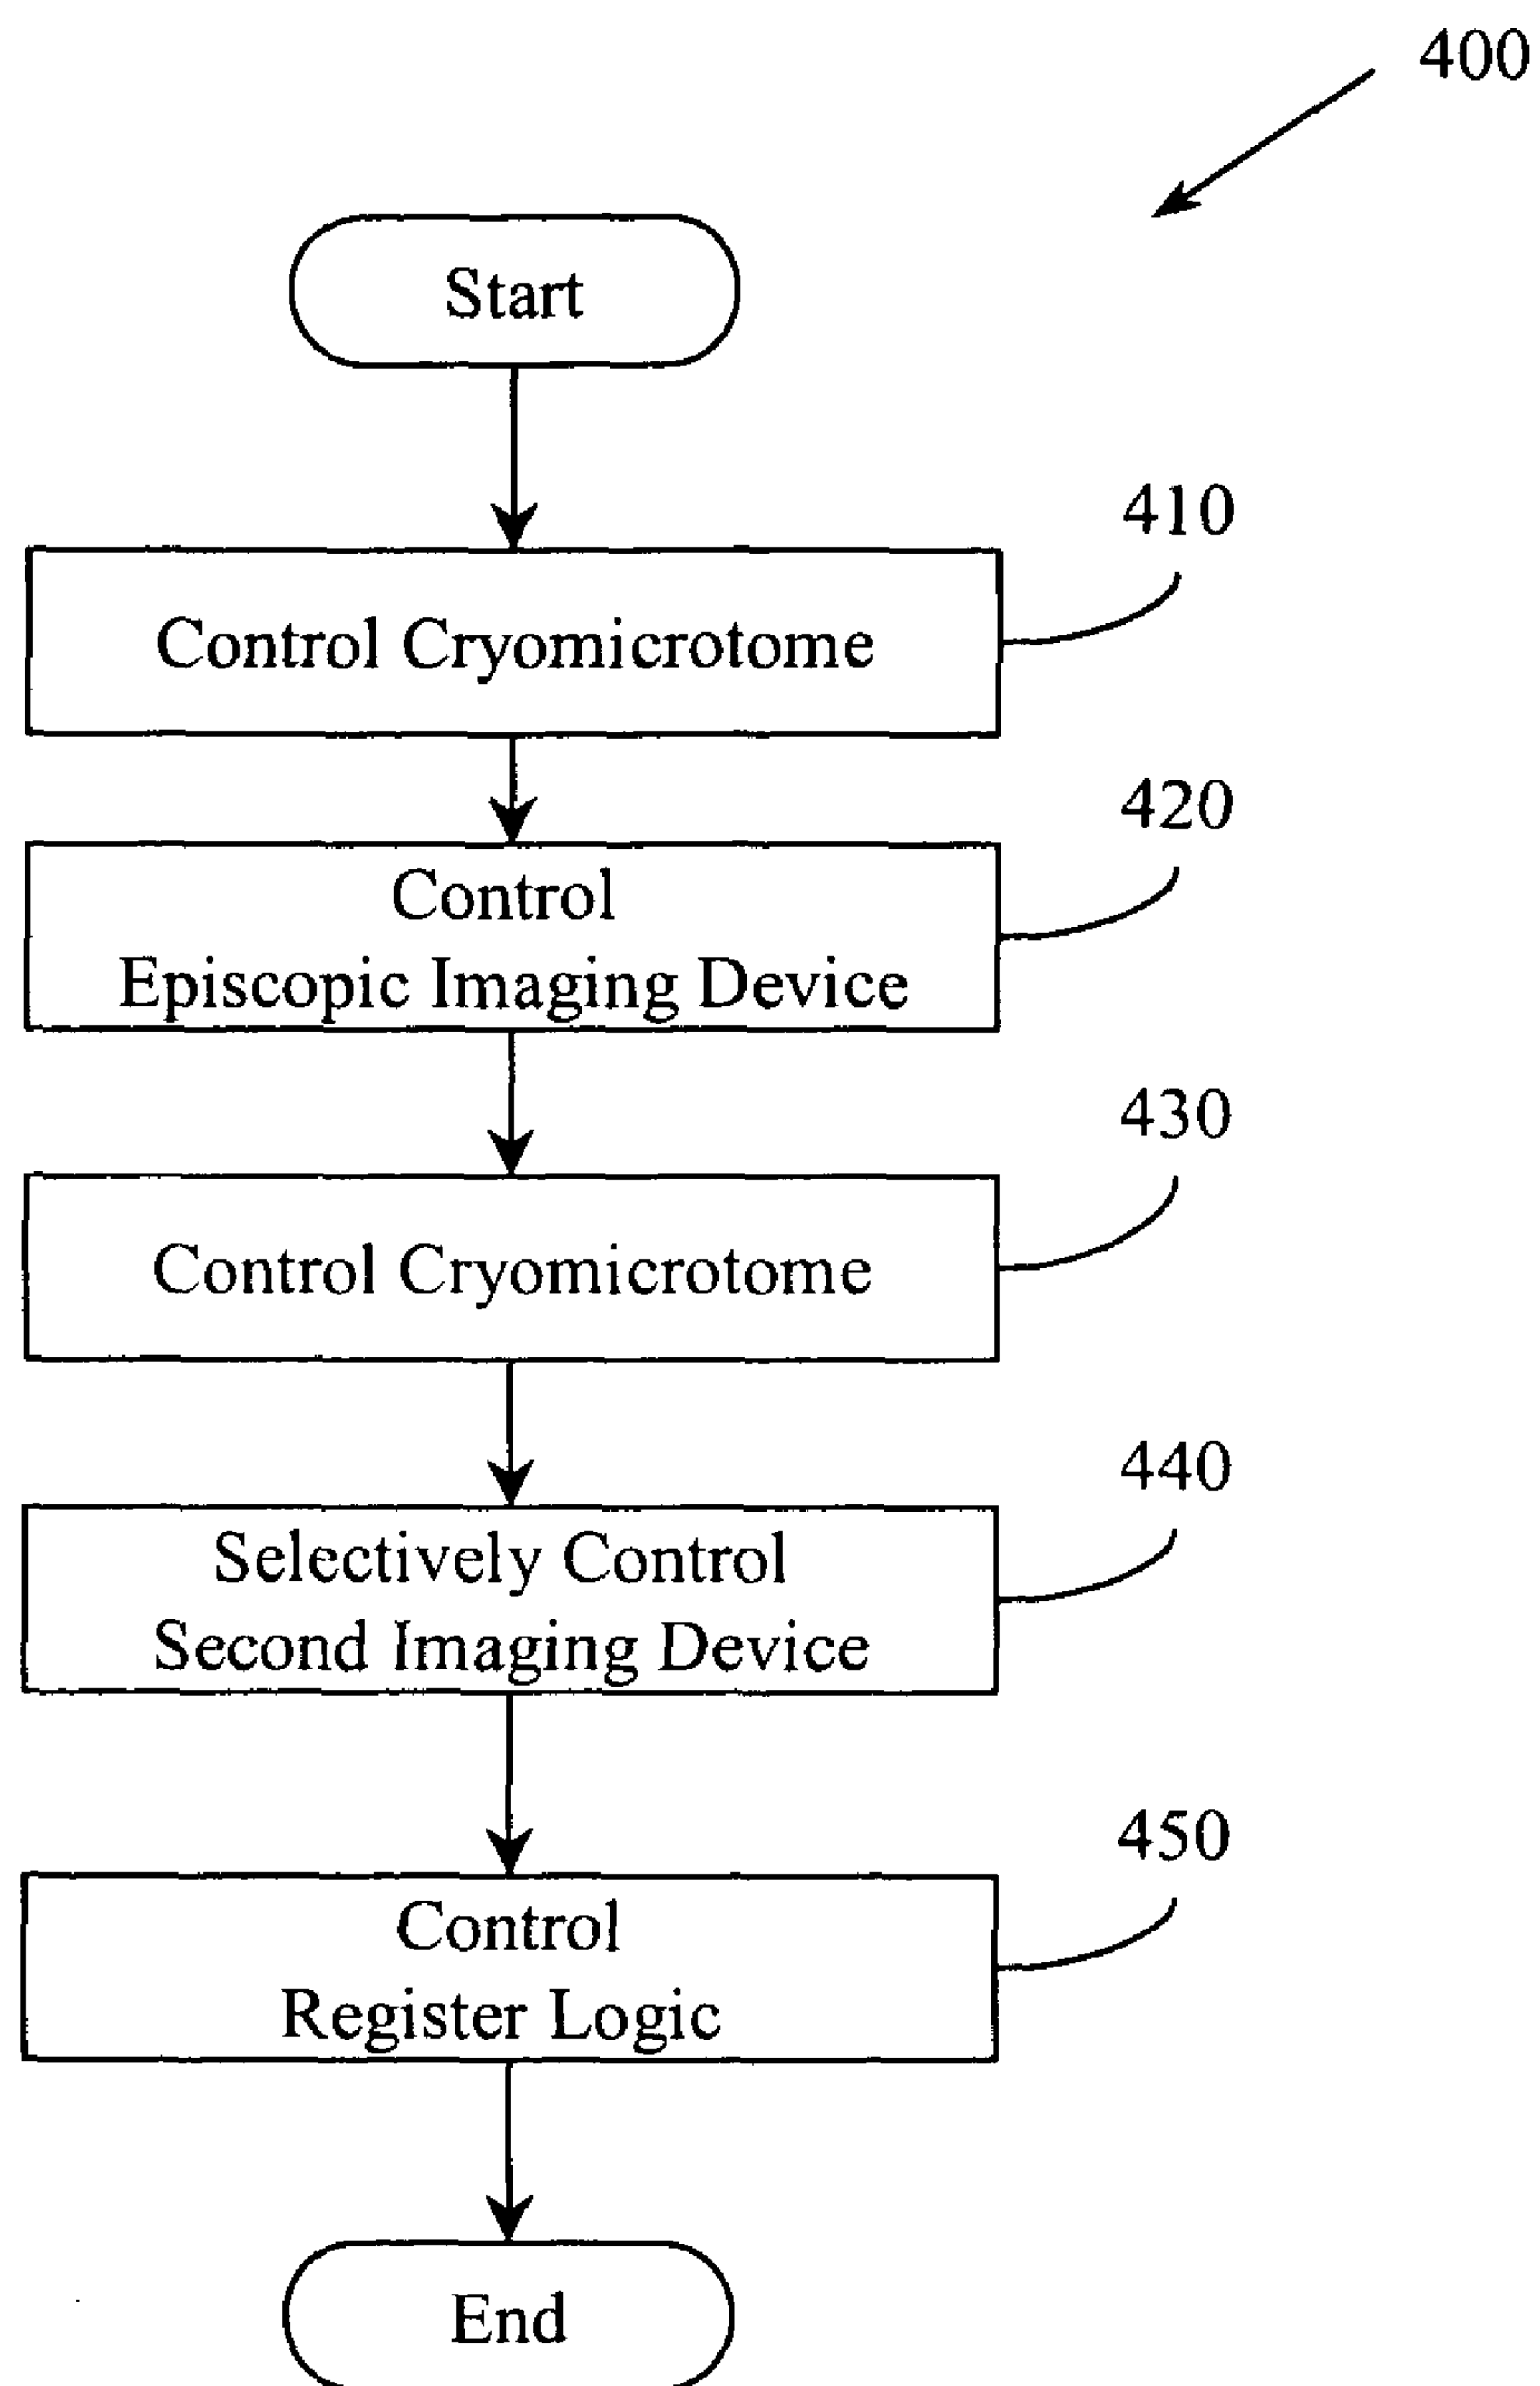 400
Start
410
Control Cryomicrotome
420
Control
Episcopic Imaging Device
430
Control Cryomicrotome
440
Selectively Control
Second Imaging Device
450
Control
Register Logic
End